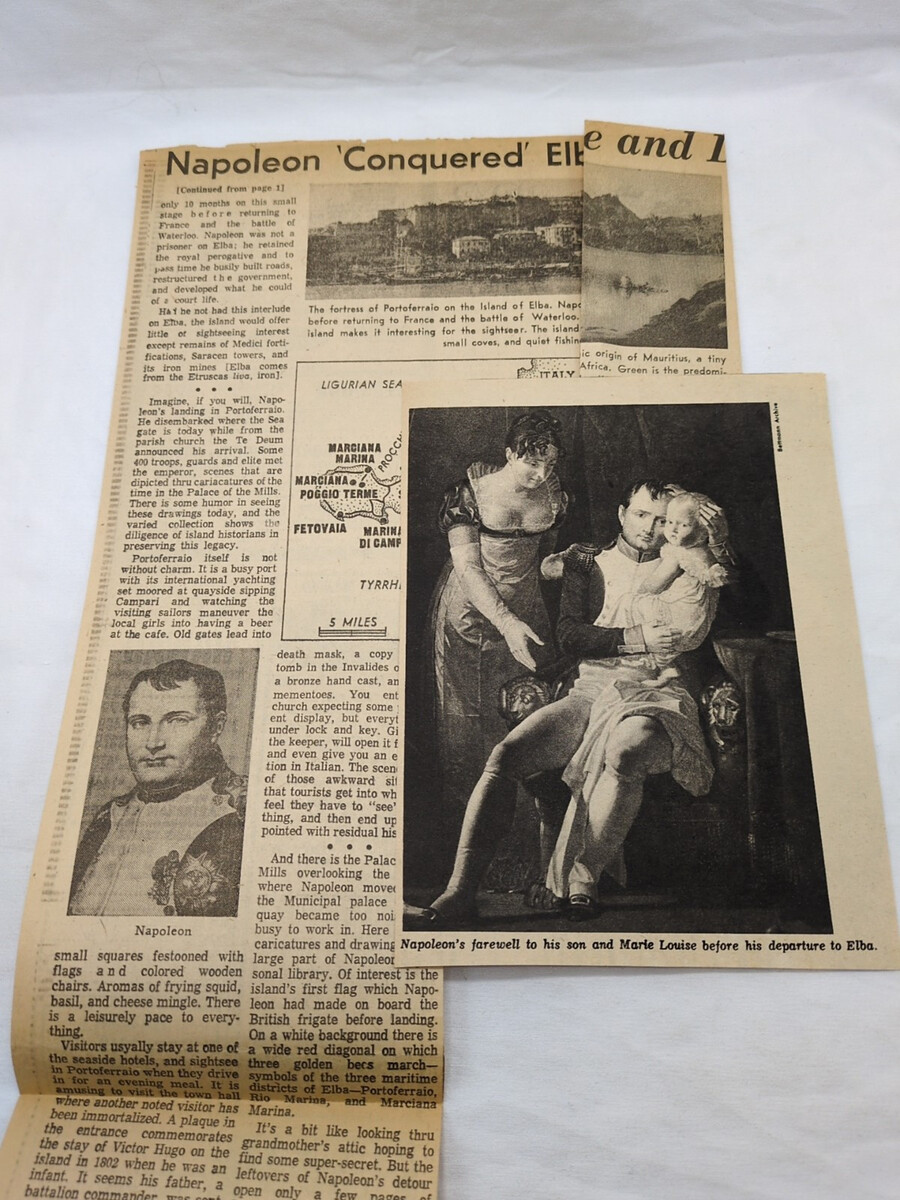 Napoleon 'Conquered' Elb
[Continued from page 1]
only 10 months on this small
stage before returning to
France and the battle of
Waterloo. Napoleon was not a
prisoner on Elba; he retained
the royal perogative and to
pass time he busily built roads,
restructured the government,
and developed what he could
of a court life.
Had he not had this interlude
on Elba, the island would offer
little of sightseeing interest
except remains of Medici forti-
fications, Saracen towers, and
its iron mines [Elba comes
from the Etruscas liva, iron].
• • •
Imagine, if you will, Napo-
leon's landing in Portoferraio.
He disembarked where the Sea
gate is today while from the
parish church the Te Deum
announced his arrival. Some
400 troops, guards and elite met
the emperor, scenes that are
dipicted thru cariacatures of the
time in the Palace of the Mills.
There is some humor in seeing
these drawings today, and the
varied collection shows the
diligence of island historians in
preserving this legacy.
Portoferraio itself is not
without charm. It is a busy port
with its international yachting
set moored at quayside sipping
Campari and watching the
visiting sailors maneuver the
local girls into having a beer
at the cafe. Old gates lead into
Napoleon
small squares festooned with
flags and colored wooden
chairs. Aromas of frying squid,
basil, and cheese mingle. There
is a leisurely pace to every-
thing.
Visitors usyally stay at one of
the seaside hotels, and sightsee
in Portoferraio when they drive
in for an evening meal. It is
amusing to visit the town hall
where another noted visitor has
been immortalized. A plaque in
the entrance commemorates
the stay of Victor Hugo on the
island in 1802 when he was an
infant. It seems his father, a
battalion commander, was sent
The fortress of Portoferraio on the Island of Elba. Napo
before returning to France and the battle of Waterloo.
island makes it interesting for the sightseer. The island
small coves, and quiet fishin
LIGURIAN SEA
ITALY
MARCIANA
MARINA
PROCC
MARCIANA
POGGIO TERME
FETOVAIA
MARINA
DI CAMP
TYRRH
5 MILES
death mask, a copy
tomb in the Invalides o
a bronze hand cast, an
mementoes. You ent
church expecting some
ent display, but everyt
under lock and key. Gi
the keeper, will open it f
and even give you an e
tion in Italian. The scen
of those awkward sit
that tourists get into wh
feel they have to "see'
thing, and then end up
pointed with residual his
• • •
And there is the Palac
Mills overlooking the
where Napoleon move
the Municipal palace
quay became too noi
busy to work in. Here
caricatures and drawing
large part of Napoleon
sonal library. Of interest is the
island's first flag which Napo-
leon had made on board the
British frigate before landing.
On a white background there is
a wide red diagonal on which
three golden becs march—
symbols of the three maritime
districts of Elba—Portoferraio,
Rio Marina, and Marciana
Marina.
It's a bit like looking thru
grandmother's attic hoping to
find some super-secret. But the
leftovers of Napoleon's detour
open only a few pages of
e and L
ic origin of Mauritius, a tiny
Africa. Green is the predomi-
Bettmann Archive
Napoleon's farewell to his son and Marie Louise before his departure to Elba.